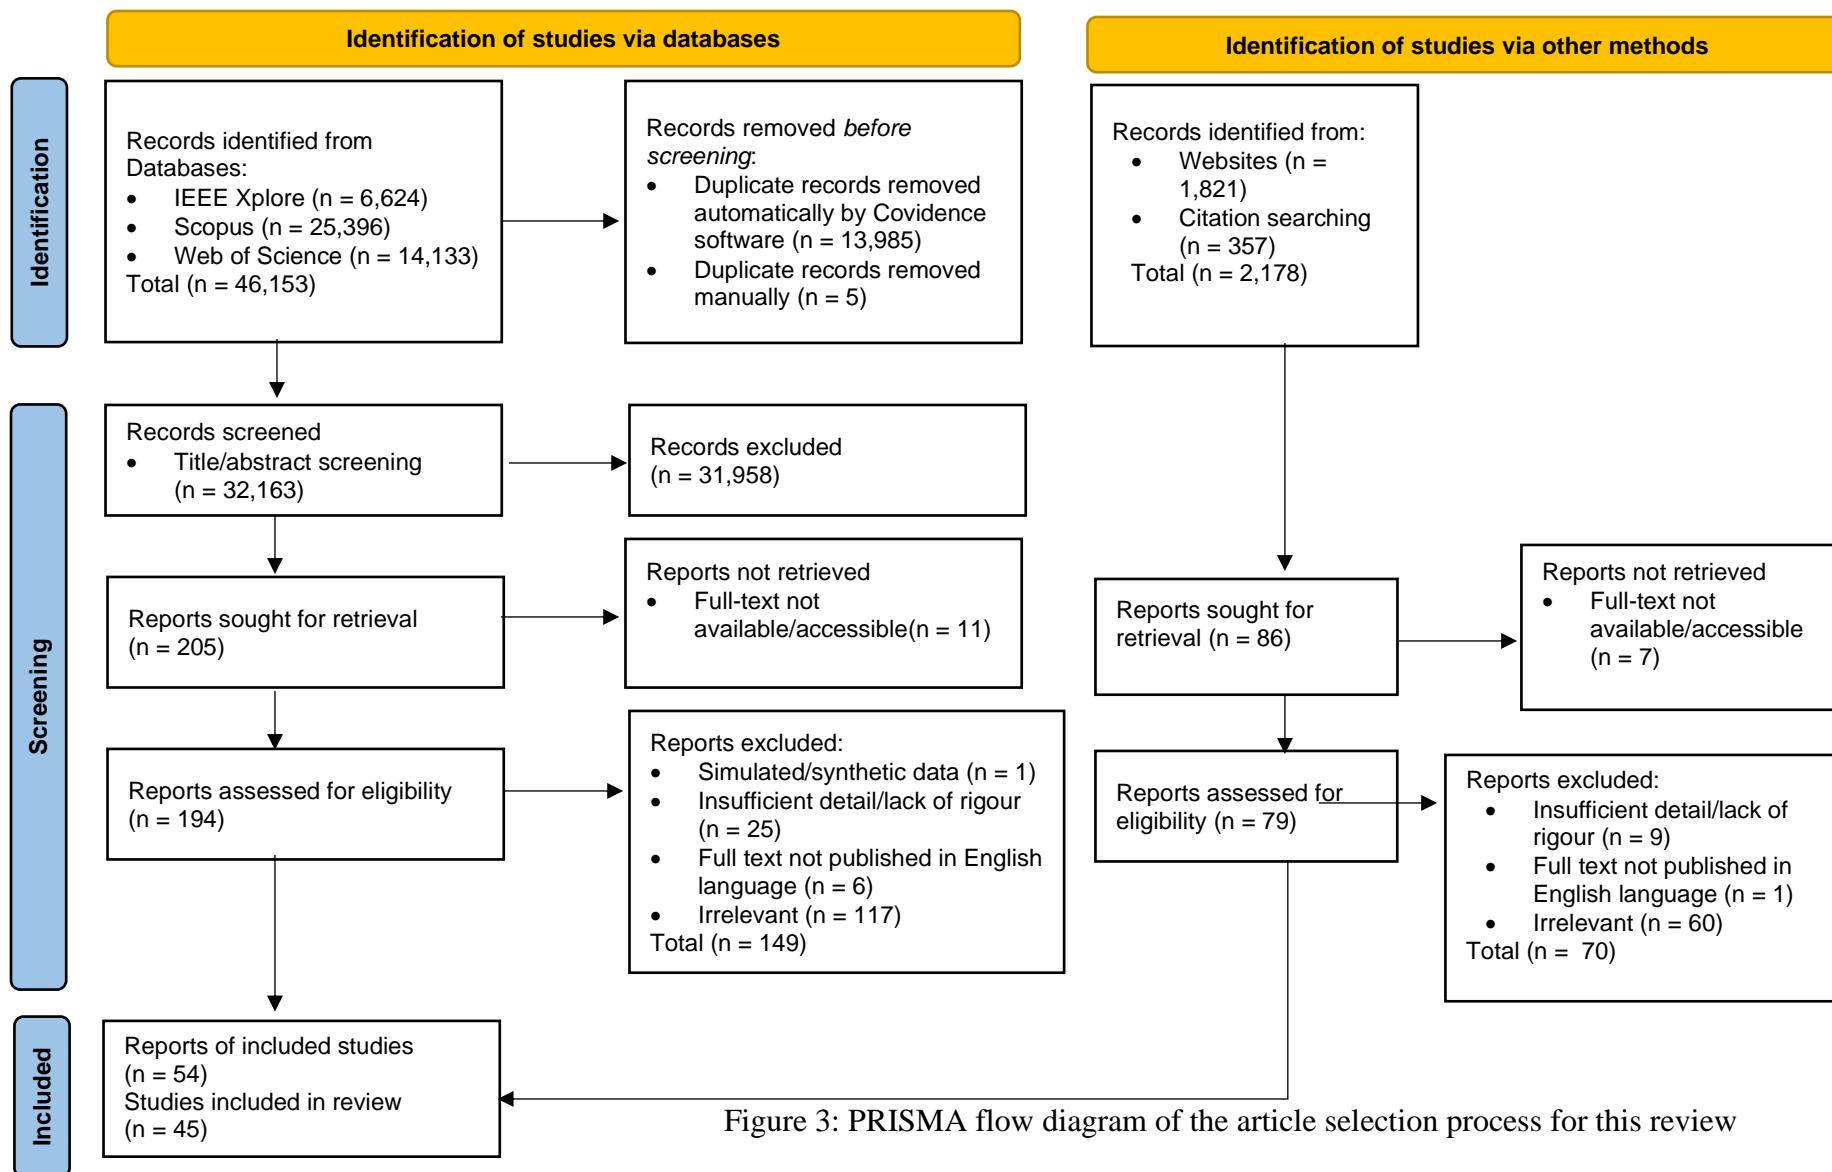 Identification of studies via databases
Identification of studies via other methods
Identification
Records identified from
Databases:
• IEEE Xplore (n = 6,624)
• Scopus (n = 25,396)
• Web of Science (n = 14,133)
Total (n = 46,153)
Records removed before
screening:
• Duplicate records removed
automatically by Covidence
software (n = 13,985)
• Duplicate records removed
manually (n = 5)
Records identified from:
• Websites (n =
1,821)
• Citation searching
(n = 357)
Total (n = 2,178)
Screening
Records screened
• Title/abstract screening
(n = 32,163)
Records excluded
(n = 31,958)
Reports sought for retrieval
(n = 205)
Reports not retrieved
• Full-text not
available/accessible(n = 11)
Reports sought for
retrieval (n = 86)
Reports not retrieved
• Full-text not
available/accessible
(n = 7)
Reports assessed for eligibility
(n = 194)
Reports excluded:
• Simulated/synthetic data (n = 1)
• Insufficient detail/lack of rigour
(n = 25)
• Full text not published in English
language (n = 6)
• Irrelevant (n = 117)
Total (n = 149)
Reports assessed for
eligibility (n = 79)
Reports excluded:
• Insufficient detail/lack of
rigour (n = 9)
• Full text not published in
English language (n = 1)
• Irrelevant (n = 60)
Total (n =  70)
Included
Reports of included studies
(n = 54)
Studies included in review
(n = 45)
Figure 3: PRISMA flow diagram of the article selection process for this review